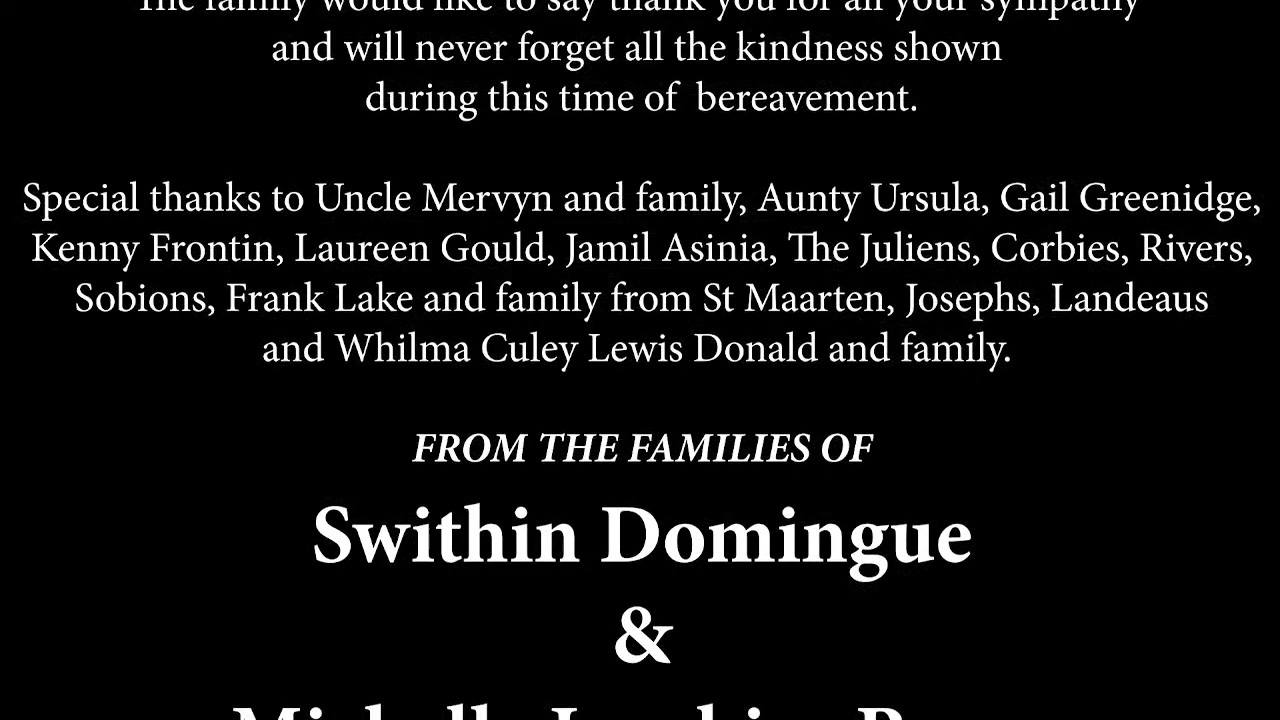 The family would like to say thank you for all your sympathy
and will never forget all the kindness shown
during this time of bereavement.
Special thanks to Uncle Mervyn and family, Aunty Ursula, Gail Greenidge,
Kenny Frontin, Laureen Gould, Jamil Asinia, The Juliens, Corbies, Rivers,
Sobions, Frank Lake and family from St Maarten, Josephs, Landeaus
and Whilma Culey Lewis Donald and family.
FROM THE FAMILIES OF
Swithin Domingue
&